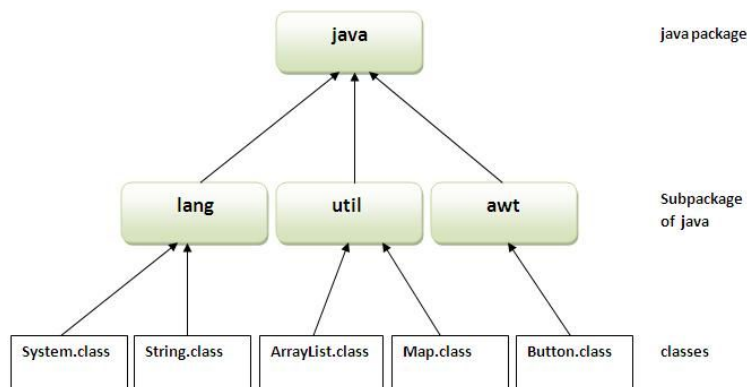 java
java package
lang
util
awt
Subpackage
of java
System.class
String.class
ArrayList.class
Map.class
Button.class
classes